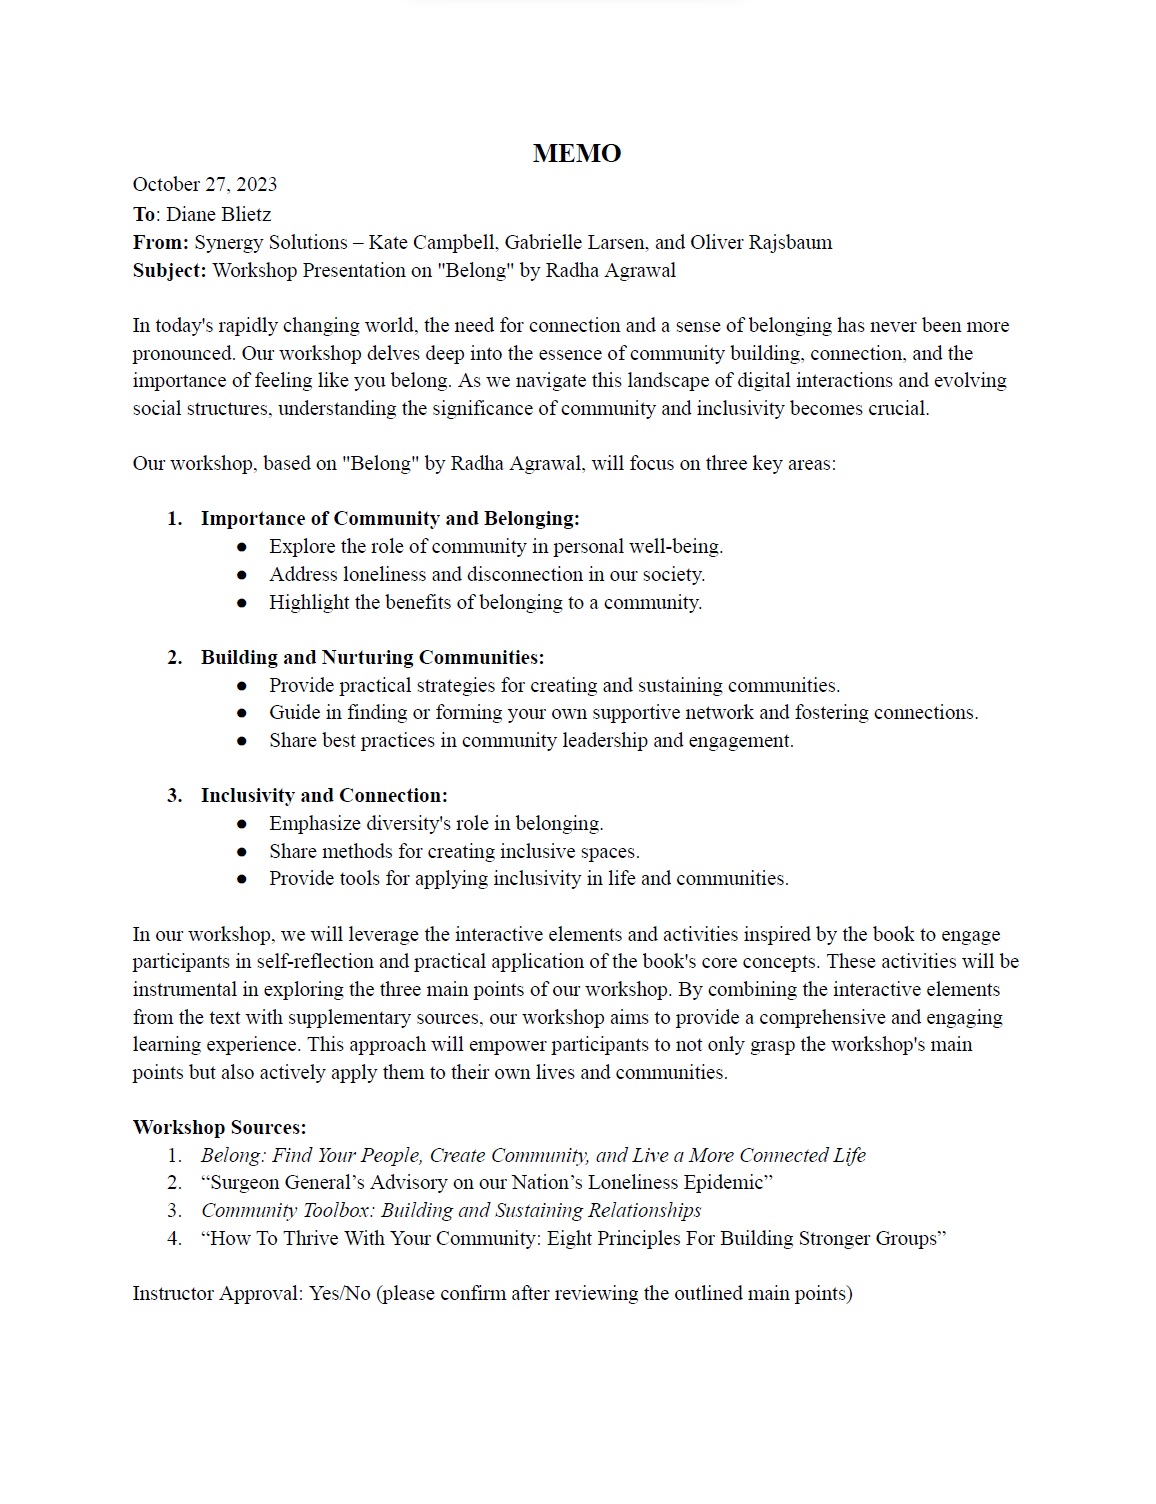 MEMO
October 27, 2023
To: Diane Blietz
From: Synergy Solutions – Kate Campbell, Gabrielle Larsen, and Oliver Rajsbaum
Subject: Workshop Presentation on "Belong" by Radha Agrawal
In today's rapidly changing world, the need for connection and a sense of belonging has never been more
pronounced. Our workshop delves deep into the essence of community building, connection, and the
importance of feeling like you belong. As we navigate this landscape of digital interactions and evolving
social structures, understanding the significance of community and inclusivity becomes crucial.
Our workshop, based on "Belong" by Radha Agrawal, will focus on three key areas:
1. Importance of Community and Belonging:
● Explore the role of community in personal well-being.
● Address loneliness and disconnection in our society.
● Highlight the benefits of belonging to a community.
2. Building and Nurturing Communities:
● Provide practical strategies for creating and sustaining communities.
● Guide in finding or forming your own supportive network and fostering connections.
● Share best practices in community leadership and engagement.
3. Inclusivity and Connection:
● Emphasize diversity's role in belonging.
● Share methods for creating inclusive spaces.
● Provide tools for applying inclusivity in life and communities.
In our workshop, we will leverage the interactive elements and activities inspired by the book to engage
participants in self-reflection and practical application of the book's core concepts. These activities will be
instrumental in exploring the three main points of our workshop. By combining the interactive elements
from the text with supplementary sources, our workshop aims to provide a comprehensive and engaging
learning experience. This approach will empower participants to not only grasp the workshop's main
points but also actively apply them to their own lives and communities.
Workshop Sources:
1. Belong: Find Your People, Create Community, and Live a More Connected Life
2. “Surgeon General’s Advisory on our Nation’s Loneliness Epidemic”
3. Community Toolbox: Building and Sustaining Relationships
4. “How To Thrive With Your Community: Eight Principles For Building Stronger Groups”
Instructor Approval: Yes/No (please confirm after reviewing the outlined main points)